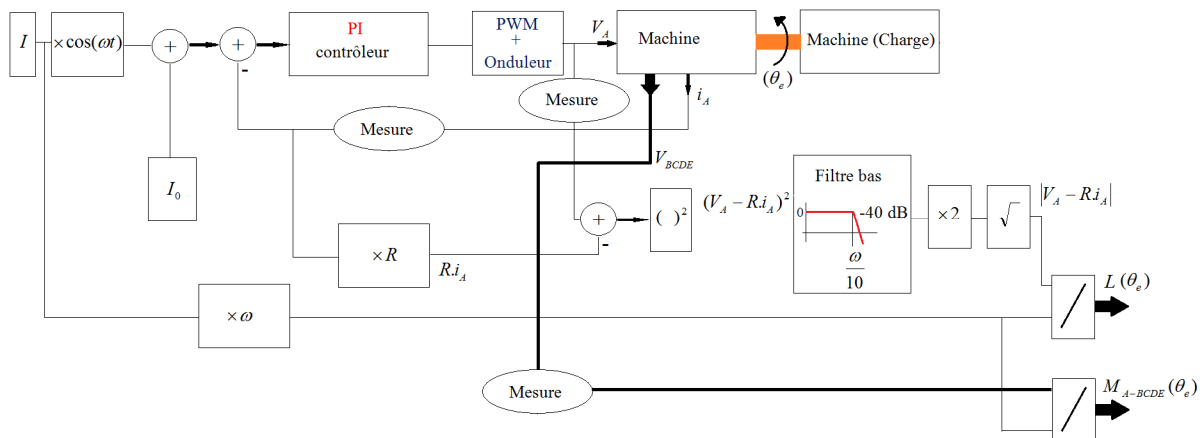 I
×cos(ωt)
+
+
-
PI
contrôleur
PWM
+
Onduleur
V_A
Machine
(θ_e)
Machine (Charge)
Mesure
i_A
Mesure
V_BCDE
I_0
+
-
( )²
(V_A − R.i_A)²
Filtre bas
0
-40 dB
ω/10
×2
√
|V_A − R.i_A|
×R
R.i_A
×ω
L(θ_e)
Mesure
M_A−BCDE(θ_e)